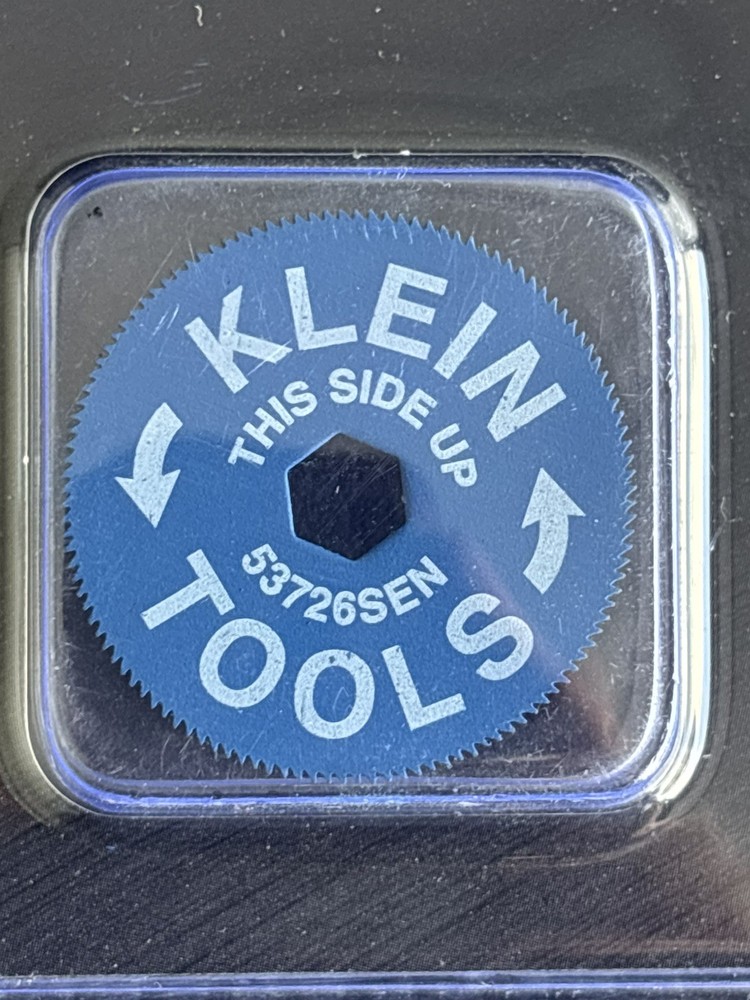 KLEIN
THIS SIDE UP
53726SEN
TOOLS